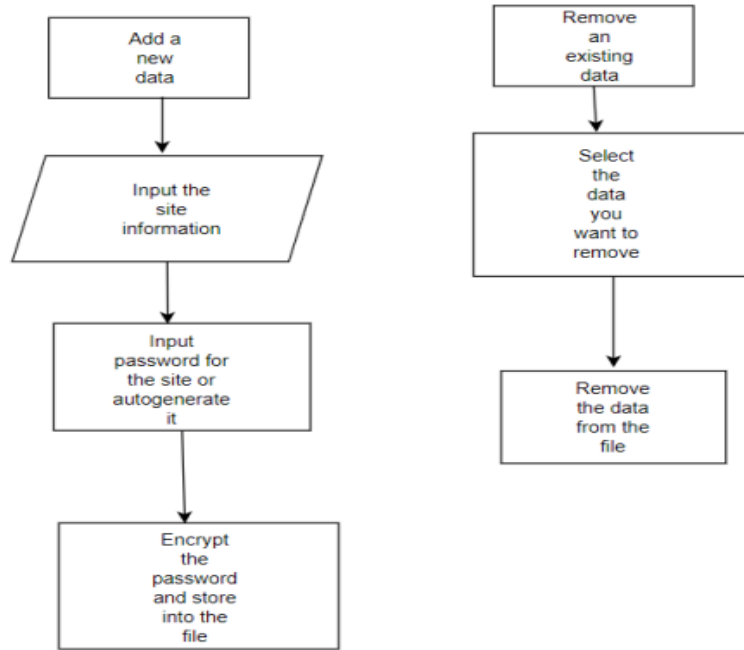 Add a
new
data
Input the
site
information
Input
password for
the site or
autogenerate
it
Encrypt
the
password
and store
into the
file
Remove
an
existing
data
Select
the
data
you
want to
remove
Remove
the data
from the
file